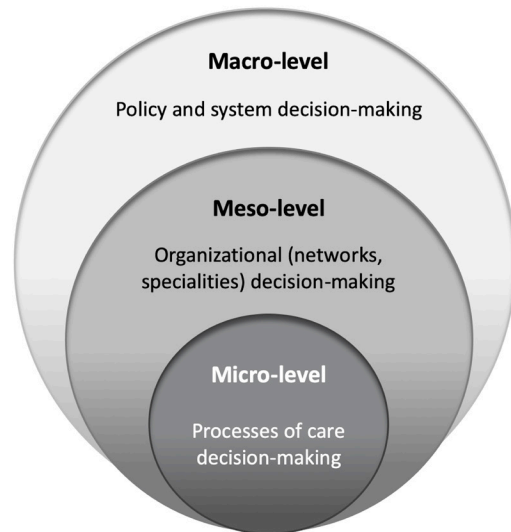 Macro-level
Policy and system decision-making
Meso-level
Organizational (networks,
specialities) decision-making
Micro-level
Processes of care
decision-making